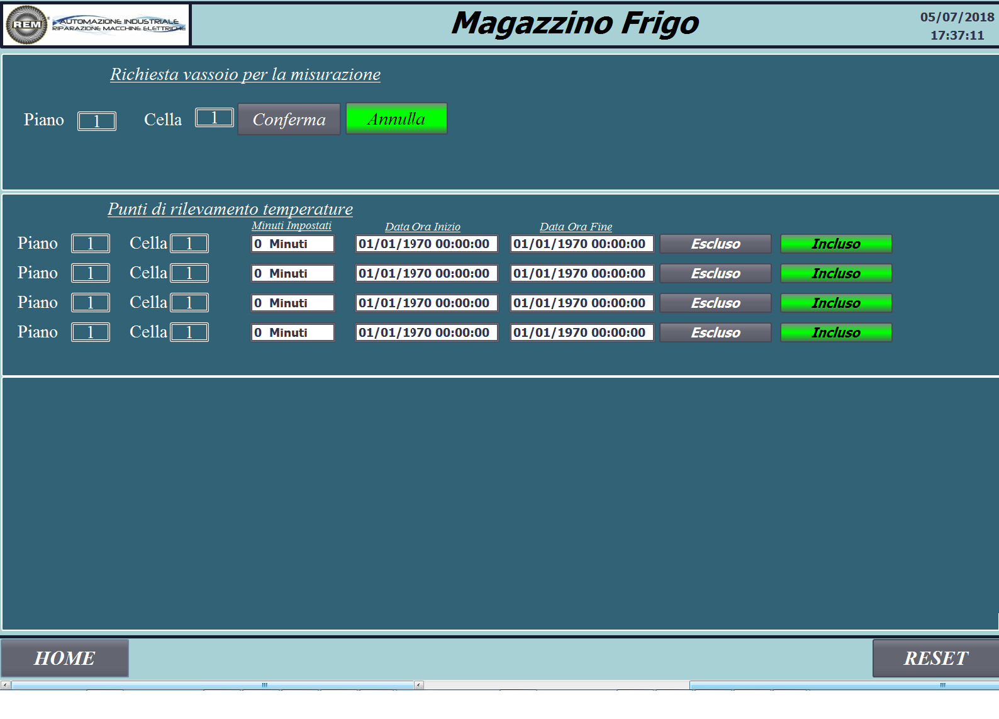 REM
AUTOMAZIONE INDUSTRIALE
RIPARAZIONE MACCHINE ELETTRICHE
Magazzino Frigo
05/07/2018
17:37:11
Richiesta vassoio per la misurazione
Piano 1 Cella 1 Conferma Annulla
Punti di rilevamento temperature
Minuti Impostati Data Ora Inizio Data Ora Fine
Piano 1 Cella 1 0 Minuti 01/01/1970 00:00:00 01/01/1970 00:00:00 Escluso Incluso
Piano 1 Cella 1 0 Minuti 01/01/1970 00:00:00 01/01/1970 00:00:00 Escluso Incluso
Piano 1 Cella 1 0 Minuti 01/01/1970 00:00:00 01/01/1970 00:00:00 Escluso Incluso
Piano 1 Cella 1 0 Minuti 01/01/1970 00:00:00 01/01/1970 00:00:00 Escluso Incluso
HOME RESET